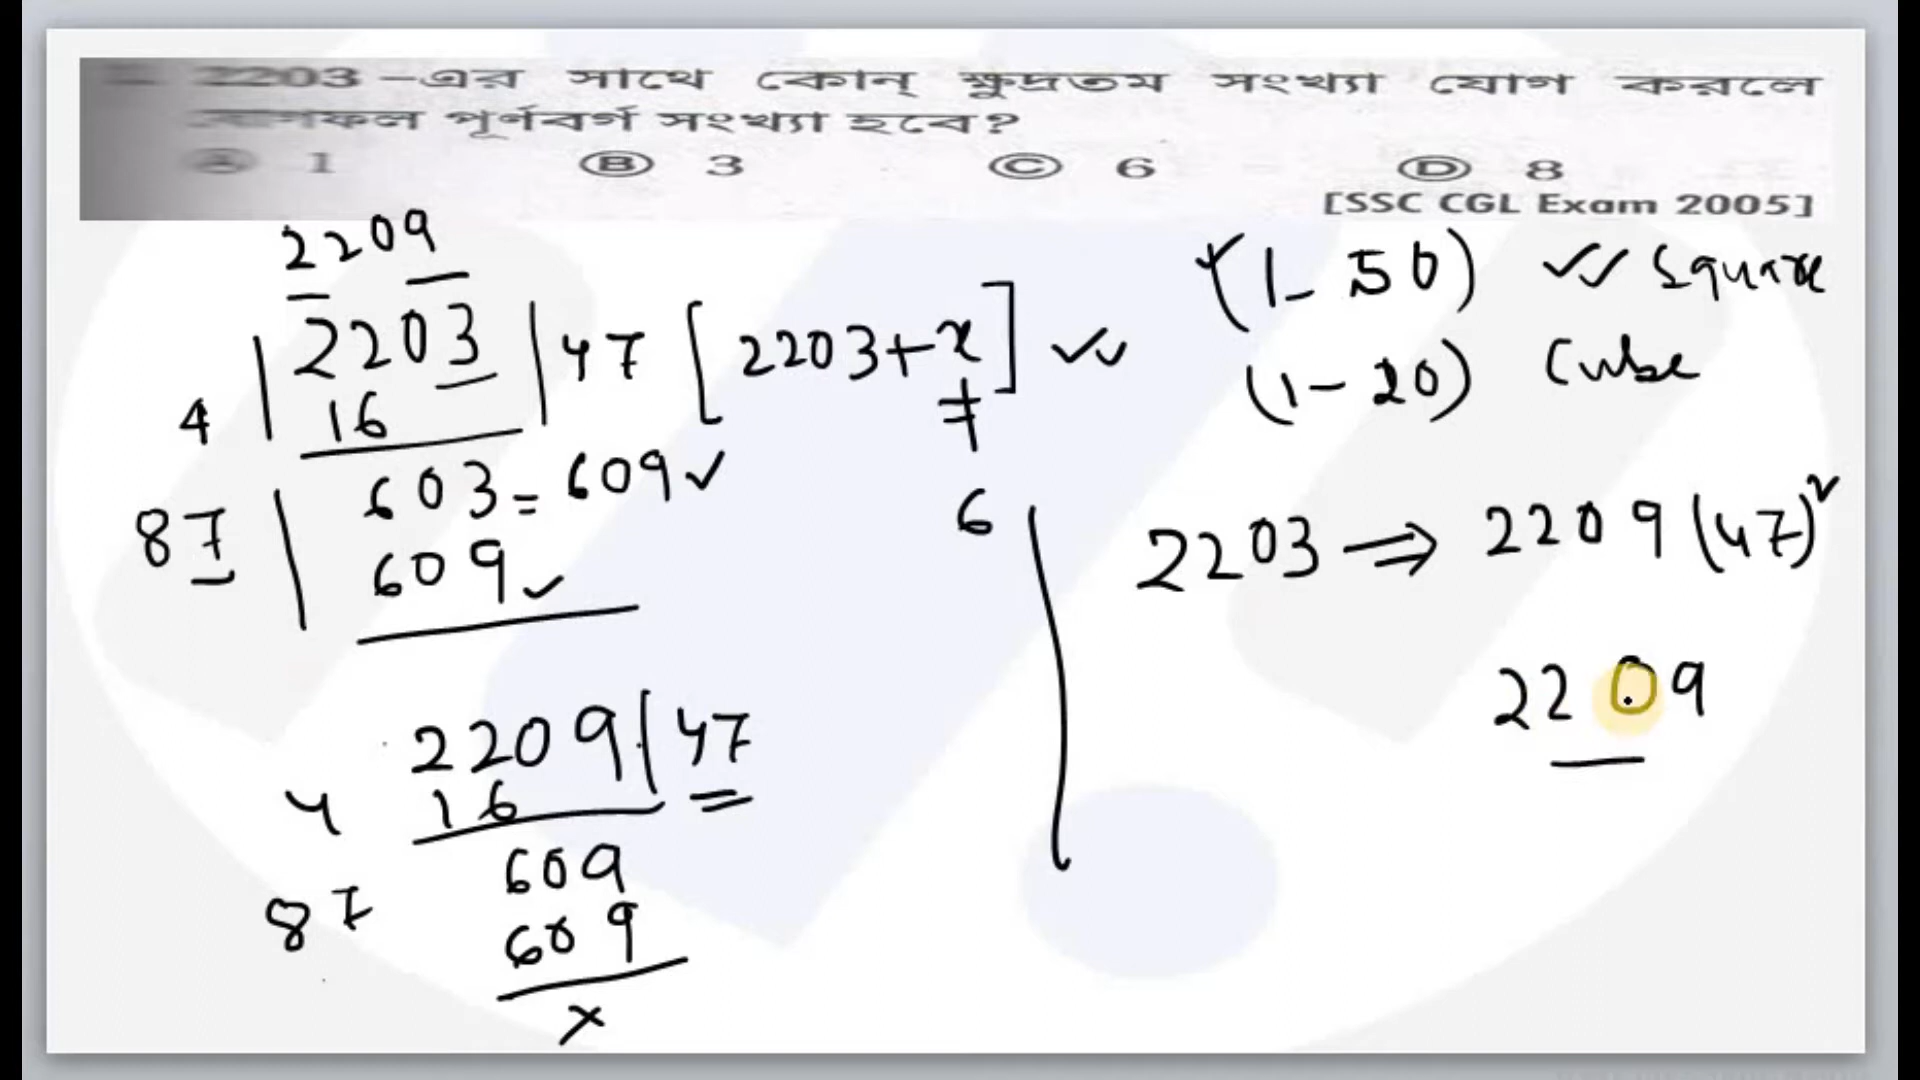 2203 –এর সাথে কোন্ ক্ষুদ্রতম সংখ্যা যোগ করলে
যোগফল পূর্ণবর্গ সংখ্যা হবে?
A 1 B 3 C 6 D 8
[SSC CGL Exam 2005]
2209
2203 47 [2203+x]
4 16
603 = 609
6
87 609
2209 47
4 16
609
87 609
x
(1-50) Square
(1-20) Cube
2203 ⇒ 2209 (47)²
2209